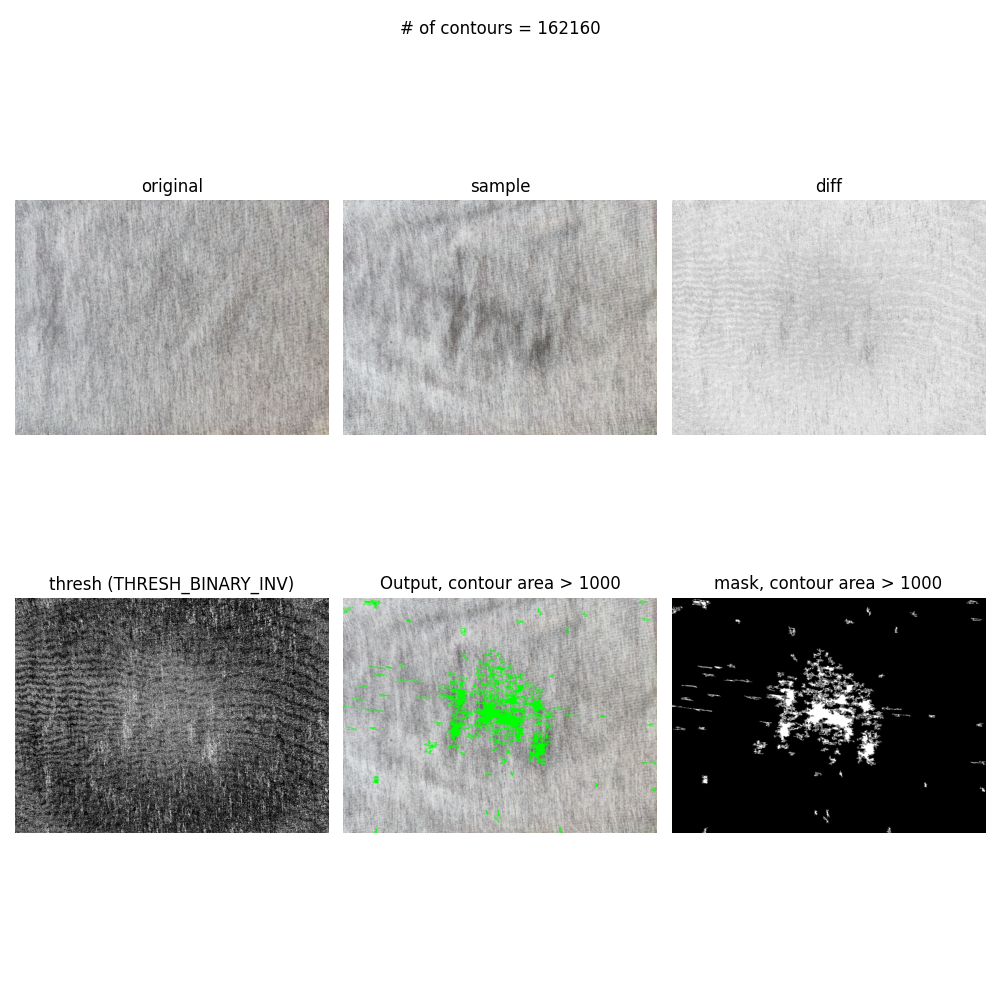 # of contours = 162160
original
sample
diff
thresh (THRESH_BINARY_INV)
Output, contour area > 1000
mask, contour area > 1000